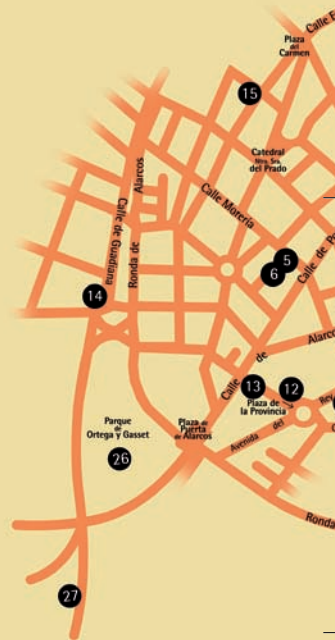 Calle E
Plaza
del
Carmen
15
Catedral
Ntra. Sra.
del Prado
Alarcos
Ronda de
Calle Morería
Calle de Guadiana
5
6
Calle de Pr
14
Alarco
Calle de
13
12
Plaza de
la Provincia
Rey
Avenida del
Parque
de
Ortega y Gasset
26
Plaza de
Puerta
de Alarcos
Ronda
27